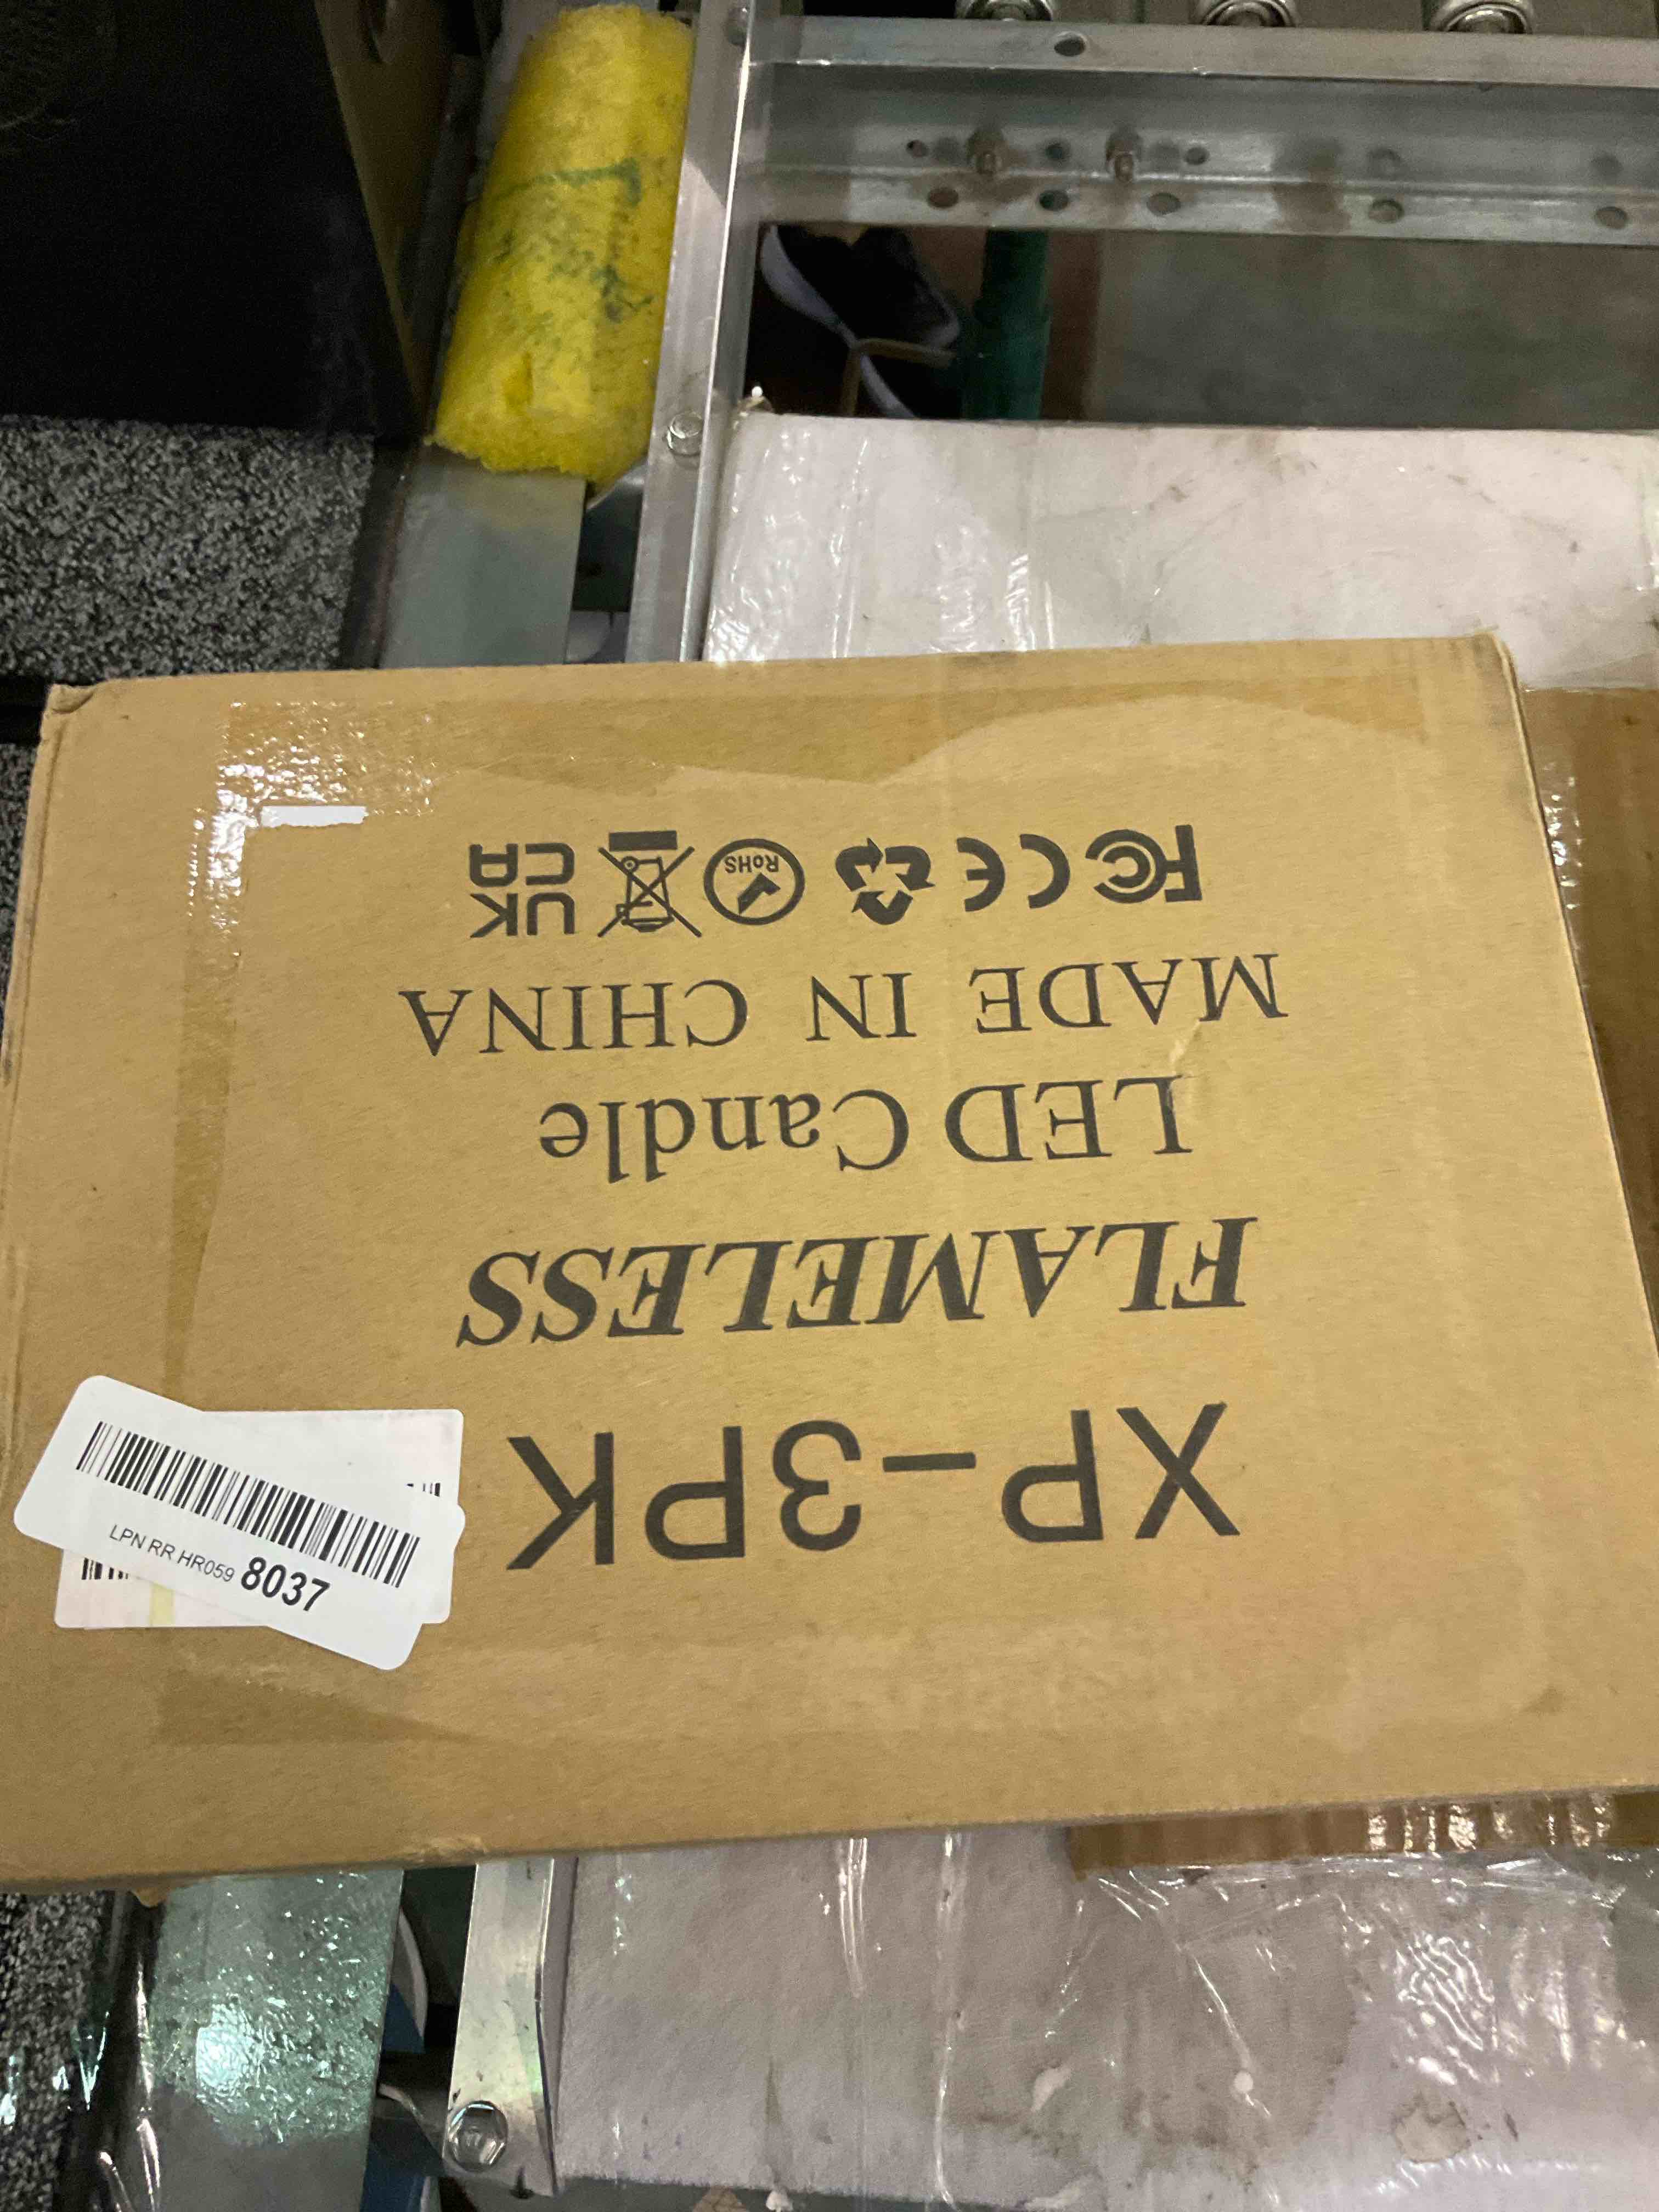 XP-3PK
FLAMELESS
LED Candle
MADE IN CHINA
FC CE RoHS UK
CA
LPN RR HR059 8037